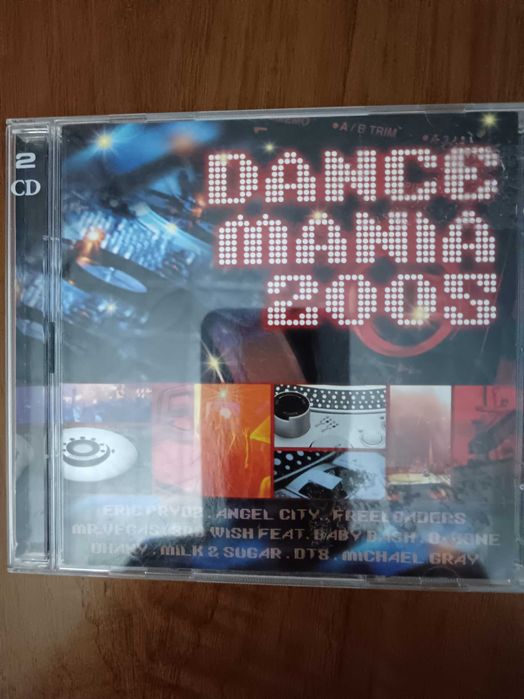 2
CD
A/B TRIM
DANCE
MANIA
2005
ERIC PRYDZ . ANGEL CITY . FREELOADERS
MR.VEGAS WISH FEAT. BABY BASH .
DHANY . MILK & SUGAR . DT8 . MICHAEL GRAY